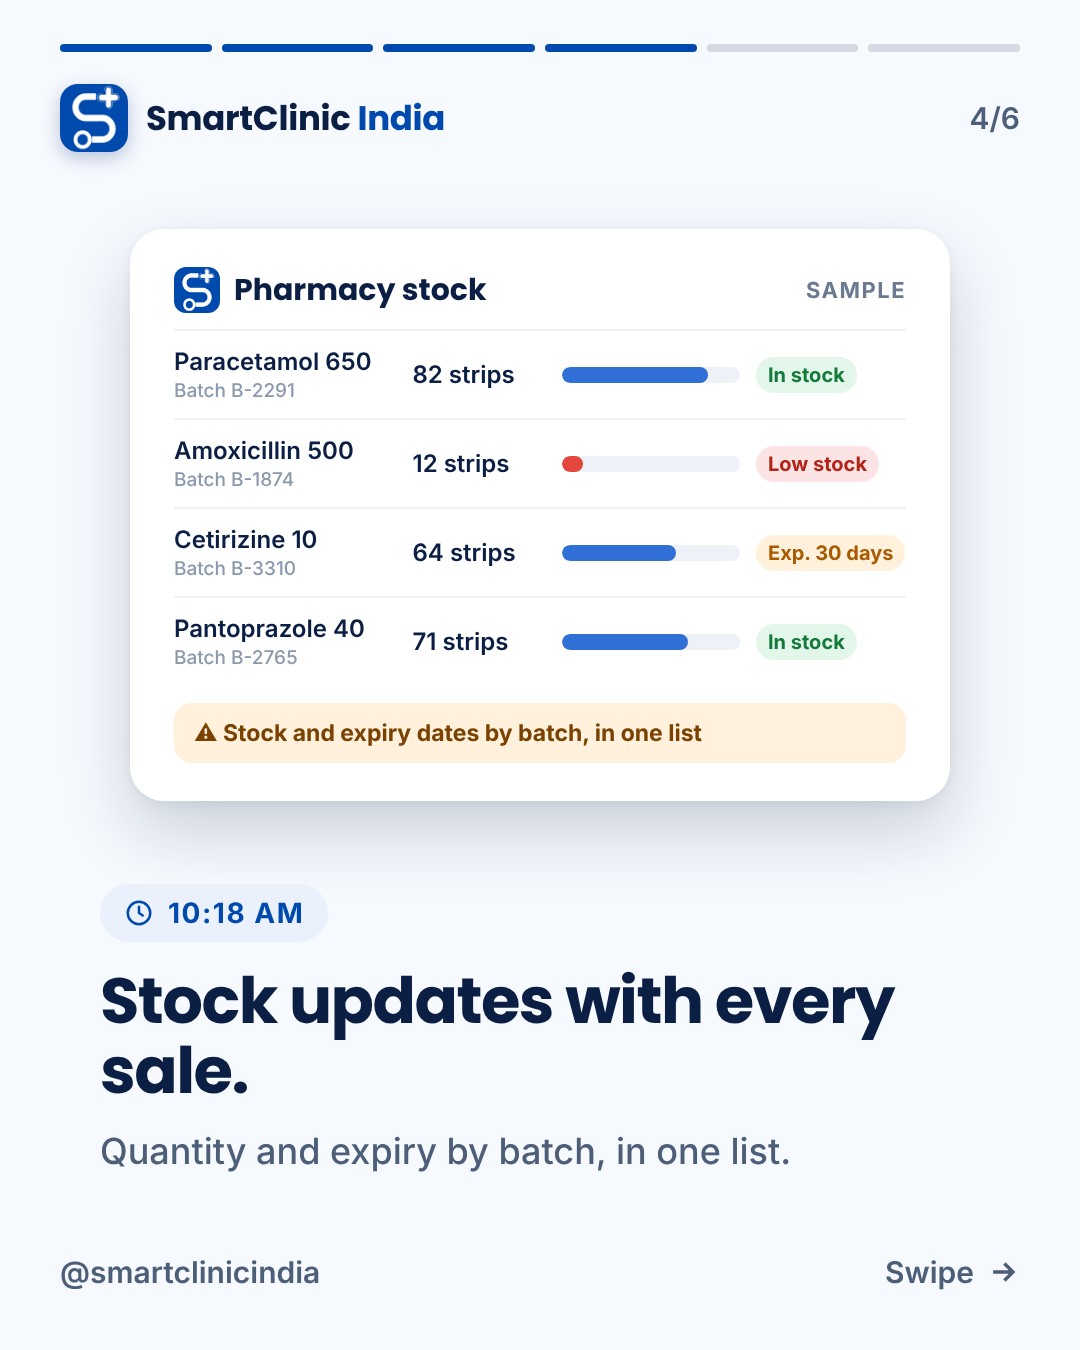 SmartClinic India
4/6
Pharmacy stock
SAMPLE
Paracetamol 650
Batch B-2291
82 strips
In stock
Amoxicillin 500
Batch B-1874
12 strips
Low stock
Cetirizine 10
Batch B-3310
64 strips
Exp. 30 days
Pantoprazole 40
Batch B-2765
71 strips
In stock
⚠ Stock and expiry dates by batch, in one list
10:18 AM
Stock updates with every
sale.
Quantity and expiry by batch, in one list.
@smartclinicindia
Swipe →